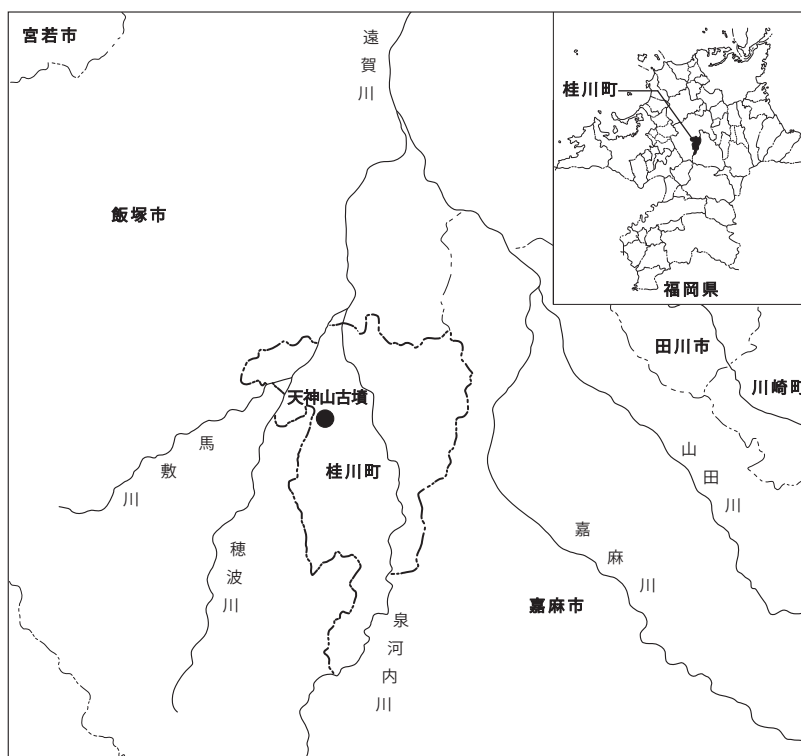 宮若市
遠賀川
桂川町
飯塚市
福岡県
田川市
川崎町
天神山古墳
馬敷川
桂川町
山田川
穂波川
嘉麻川
嘉麻市
泉河内川